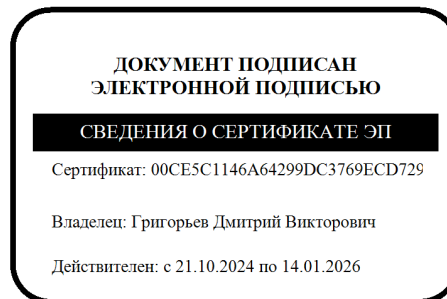 ДОКУМЕНТ ПОДПИСАН
ЭЛЕКТРОННОЙ ПОДПИСЬЮ
СВЕДЕНИЯ О СЕРТИФИКАТЕ ЭП
Сертификат: 00CE5C1146A64299DC3769ECD729
Владелец: Григорьев Дмитрий Викторович
Действителен: с 21.10.2024 по 14.01.2026